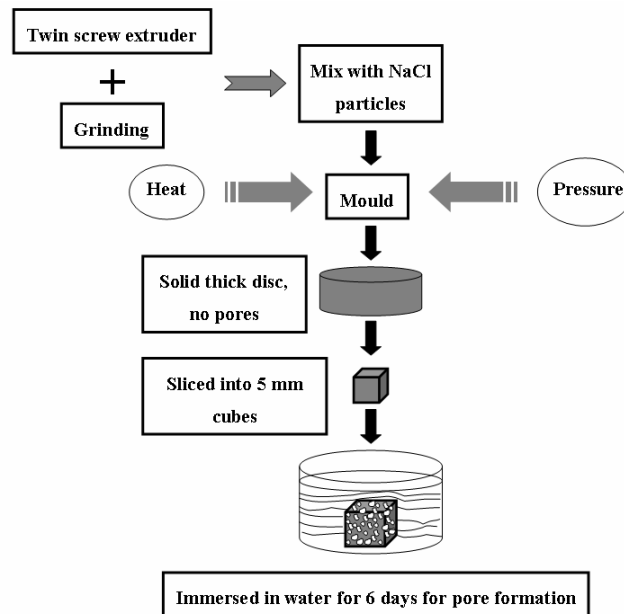 Twin screw extruder
+
Grinding
Mix with NaCl
particles
Heat
Mould
Pressure
Solid thick disc,
no pores
Sliced into 5 mm
cubes
Immersed in water for 6 days for pore formation